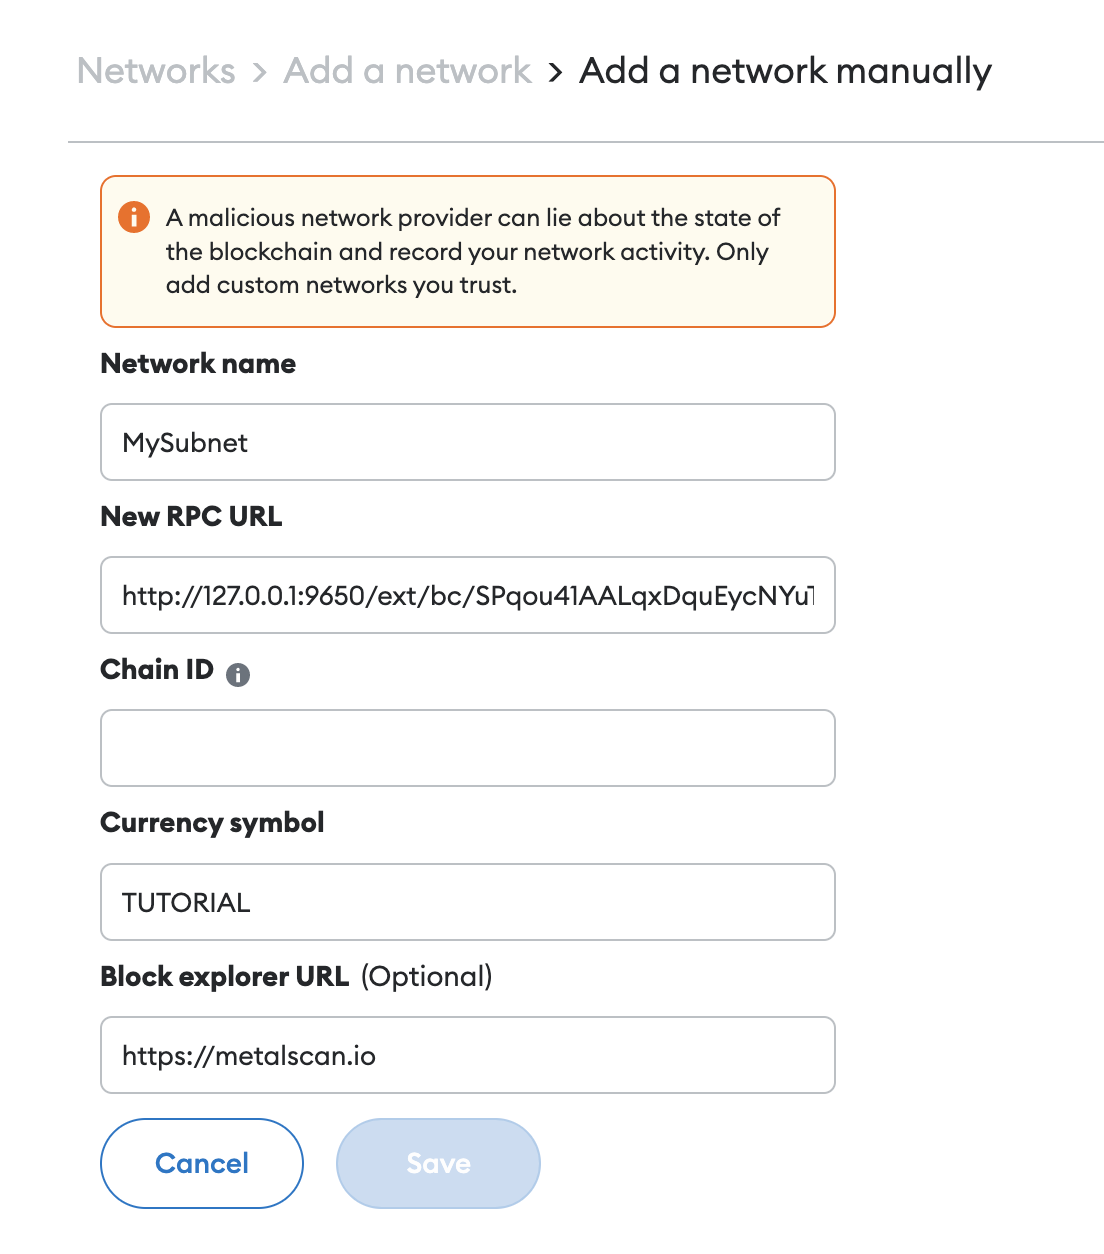 Networks > Add a network > Add a network manually
A malicious network provider can lie about the state of
the blockchain and record your network activity. Only
add custom networks you trust.
Network name
MySubnet
New RPC URL
http://127.0.0.1:9650/ext/bc/SPqou41AALqxDquEycNYu
Chain ID
Currency symbol
TUTORIAL
Block explorer URL (Optional)
https://metalscan.io
Cancel
Save